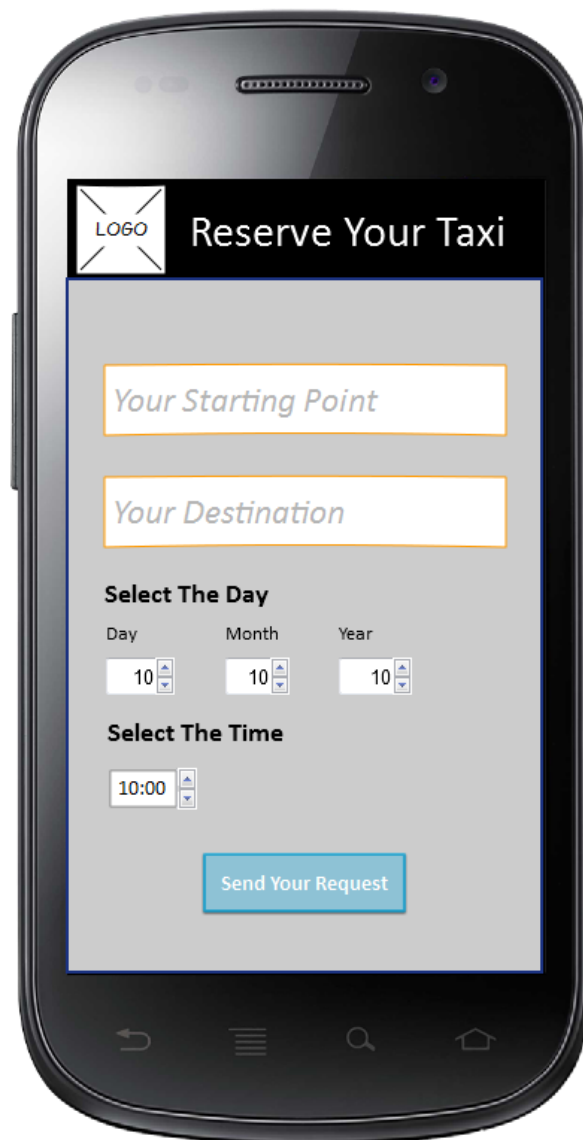 LOGO
Reserve Your Taxi
Your Starting Point
Your Destination
Select The Day
Day Month Year
10 10 10
Select The Time
10:00
Send Your Request